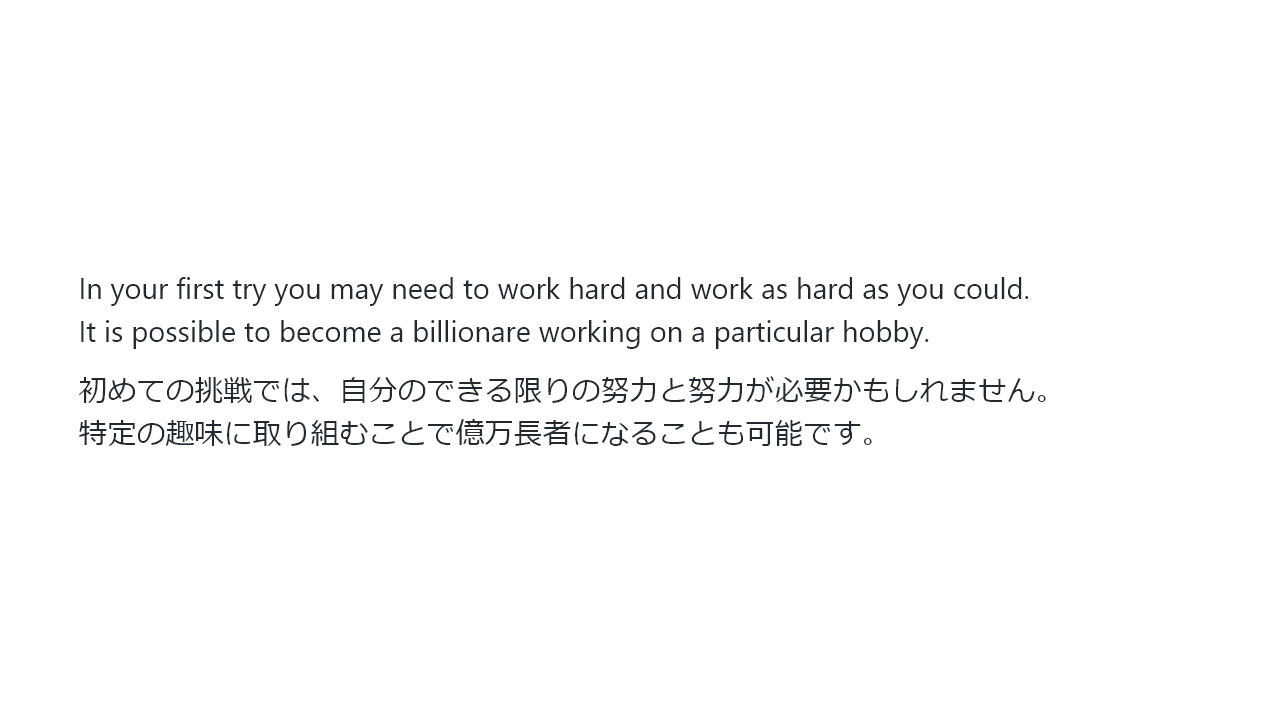 In your first try you may need to work hard and work as hard as you could.
It is possible to become a billionare working on a particular hobby.
初めての挑戦では、自分のできる限りの努力と努力が必要かもしれません。
特定の趣味に取り組むことで億万長者になることも可能です。